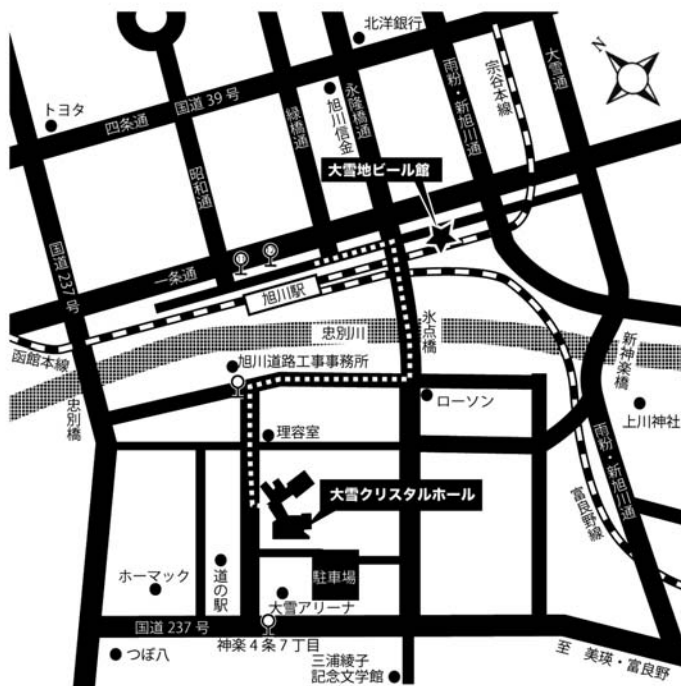 北洋銀行
N
トヨタ
四条通
国道 39 号
緑橋通
旭川信金
永隆橋通
雨粉・新旭川通
宗谷本線
大雪通
昭和通
大雪地ビール館
国道 237 号
一条通
⑪
⑫
旭川駅
函館本線
忠別川
氷点橋
新神楽橋
旭川道路工事事務所
忠別橋
ローソン
上川神社
理容室
雨粉・新旭川通
大雪クリスタルホール
富良野線
ホーマック
道の駅
駐車場
大雪アリーナ
国道 237 号
神楽 4 条 7 丁目
つぼ八
三浦綾子
記念文学館
至 美瑛・富良野